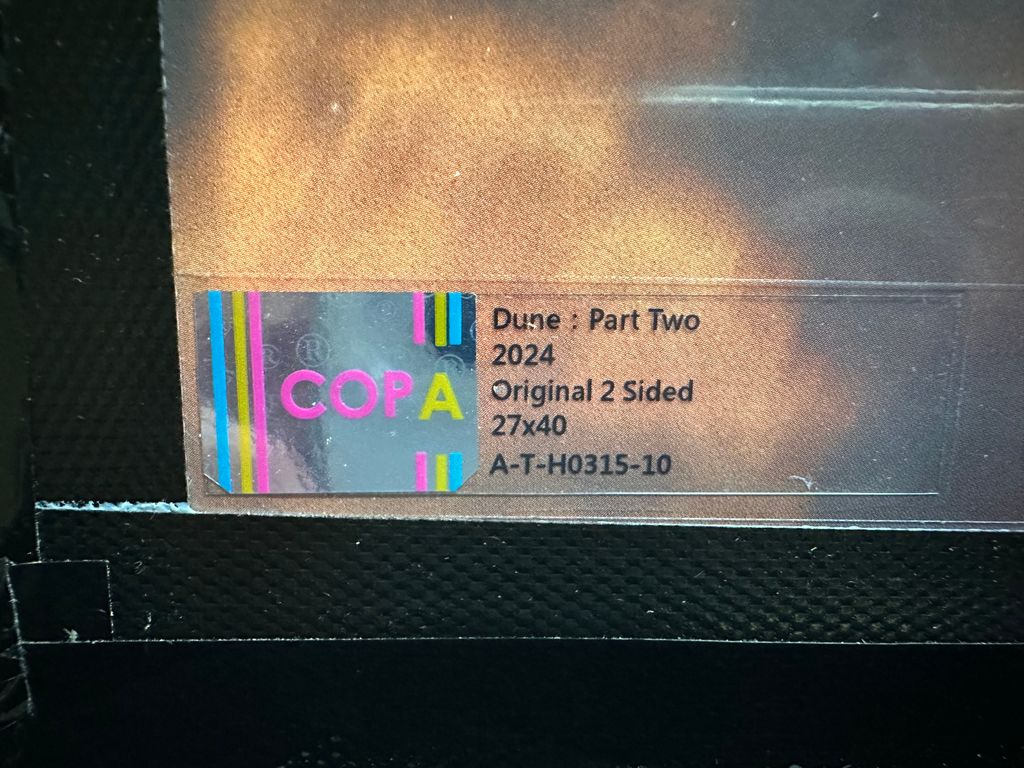 COPA
Dune : Part Two
2024
Original 2 Sided
27x40
A-T-H0315-10